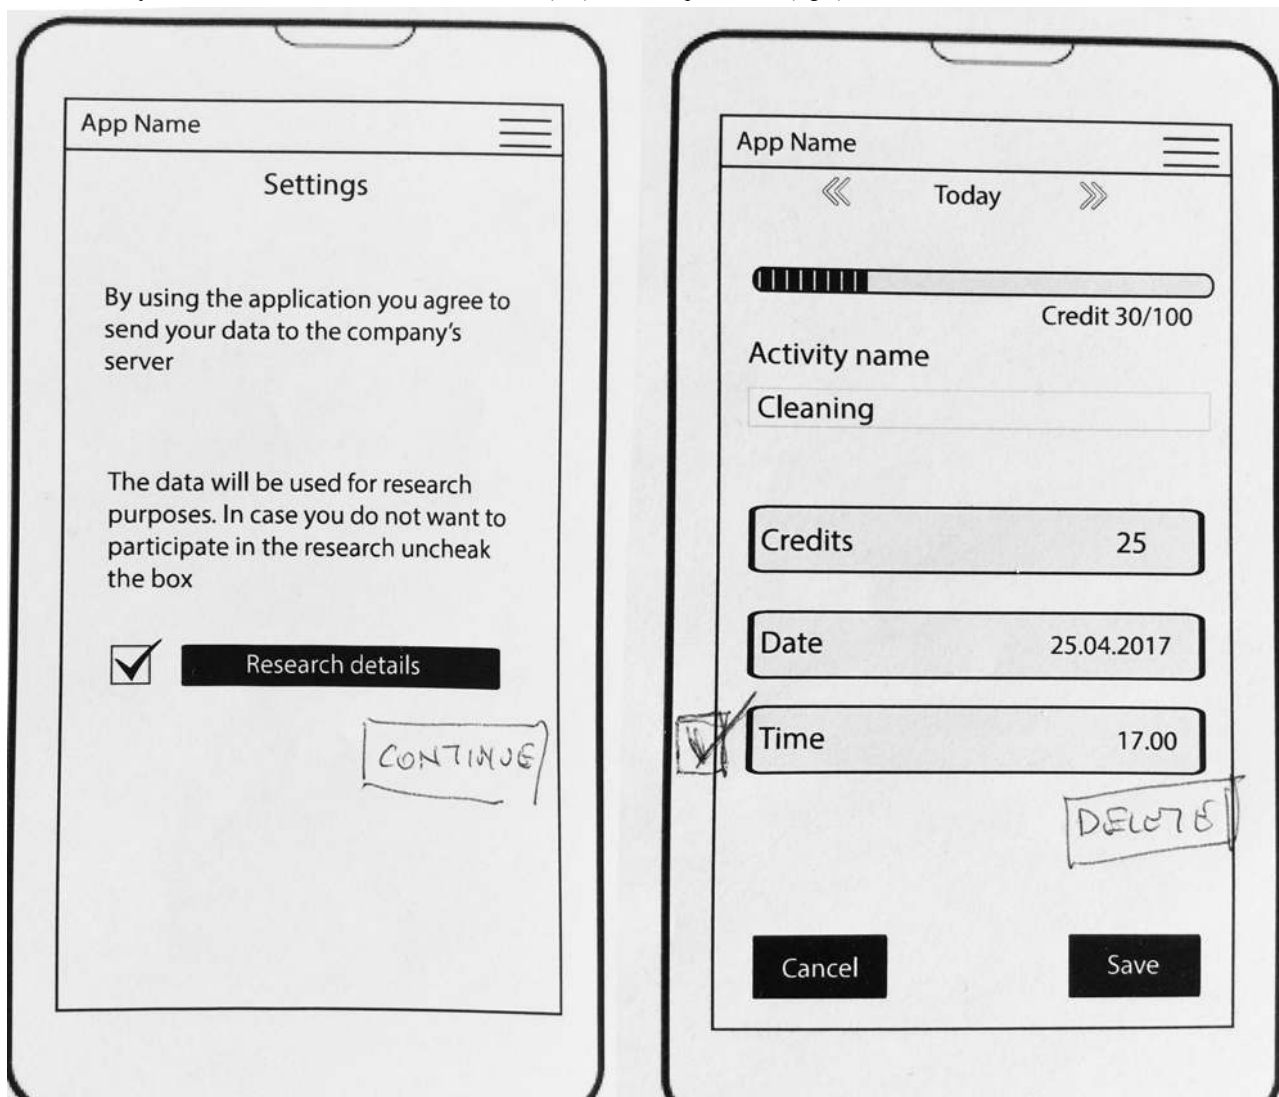 App Name
Settings
By using the application you agree to
send your data to the company's
server
The data will be used for research
purposes. In case you do not want to
participate in the research uncheak
the box
Research details
CONTINUE
App Name
Today
Credit 30/100
Activity name
Cleaning
Credits 25
Date 25.04.2017
Time 17.00
DELETE
Cancel Save